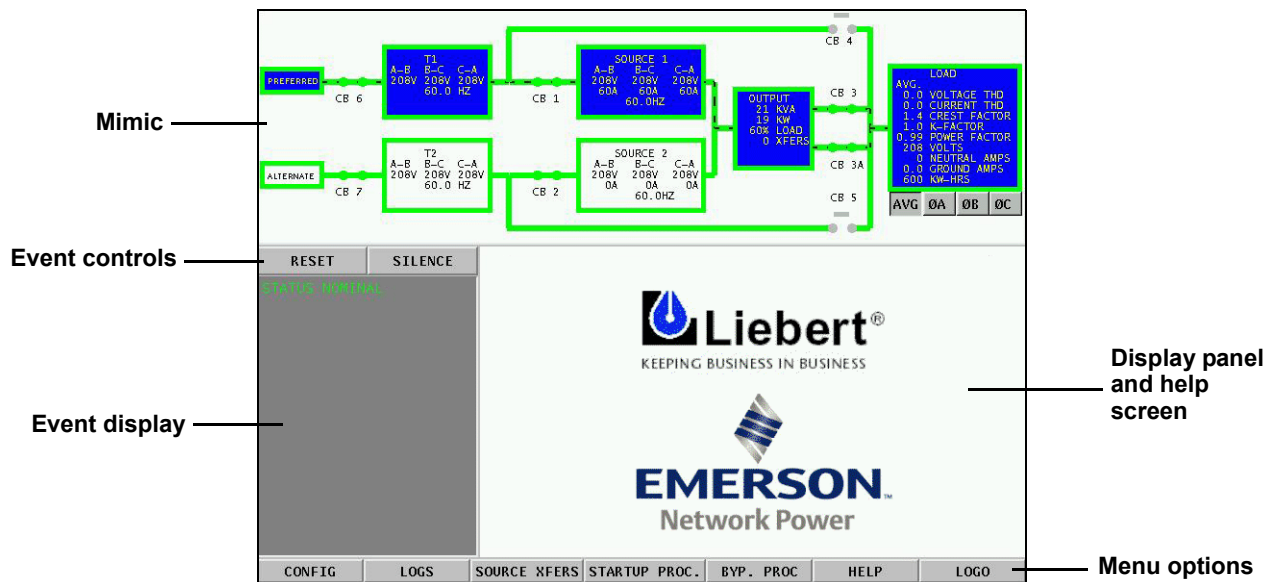 Mimic
PREFERRED
CB 6
T1
A-B B-C C-A
208V 208V 208V
60.0 HZ
CB 1
SOURCE 1
A-B B-C C-A
208V 208V 208V
60A 60A 60A
60.0HZ
OUTPUT
21 KVA
19 KW
60% LOAD
0 XFERS
CB 4
CB 3
CB 3A
CB 5
LOAD
AVG.
0.0 VOLTAGE THD
0.0 CURRENT THD
1.4 CREST FACTOR
1.0 K-FACTOR
0.99 POWER FACTOR
208 VOLTS
0 NEUTRAL AMPS
0.0 GROUND AMPS
600 KW-HRS
AVG ØA ØB ØC
ALTERNATE
CB 7
T2
A-B B-C C-A
208V 208V 208V
60.0 HZ
CB 2
SOURCE 2
A-B B-C C-A
208V 208V 208V
0A 0A 0A
60.0HZ
Event controls
RESET SILENCE
STATUS NOMINAL
Event display
Liebert®
KEEPING BUSINESS IN BUSINESS
EMERSON™
Network Power
Display panel
and help
screen
CONFIG LOGS SOURCE XFERS STARTUP PROC. BYP. PROC HELP LOGO
Menu options